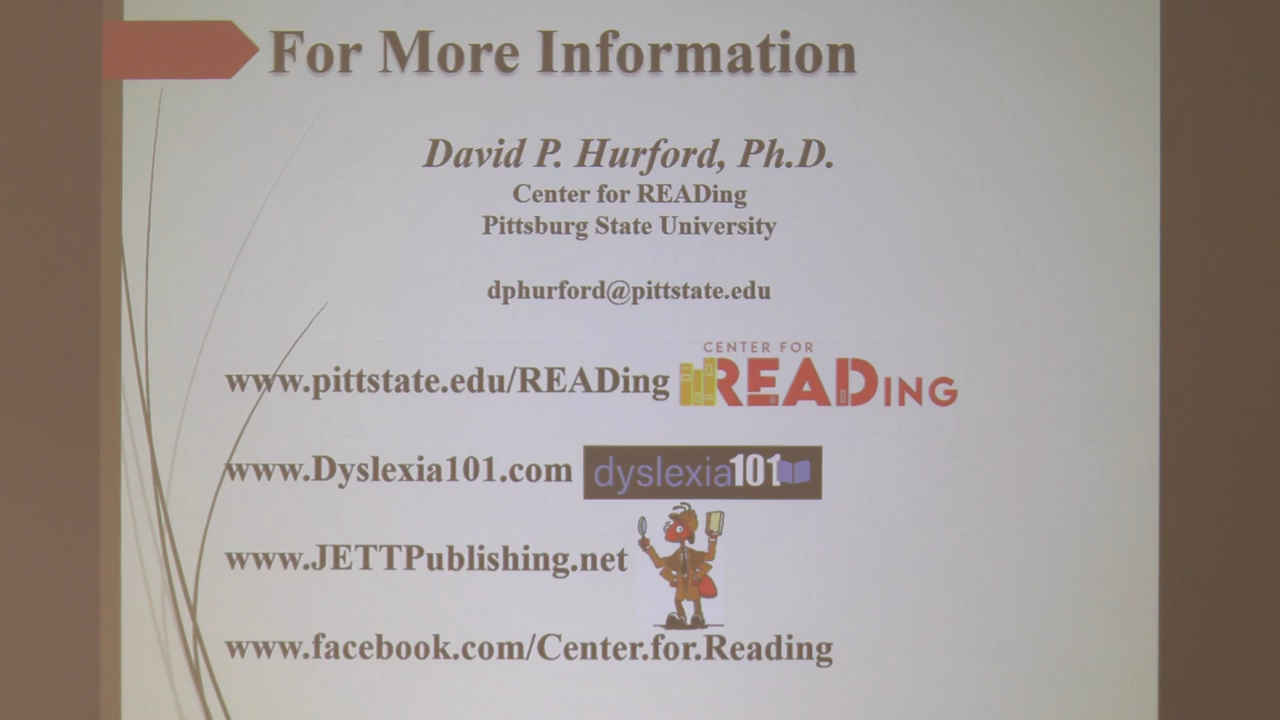 For More Information
David P. Hurford, Ph.D.
Center for READing
Pittsburg State University
dphurford@pittstate.edu
www.pittstate.edu/READing
CENTER FOR
READING
www.Dyslexia101.com
dyslexia101
www.JETTPublishing.net
www.facebook.com/Center.for.Reading